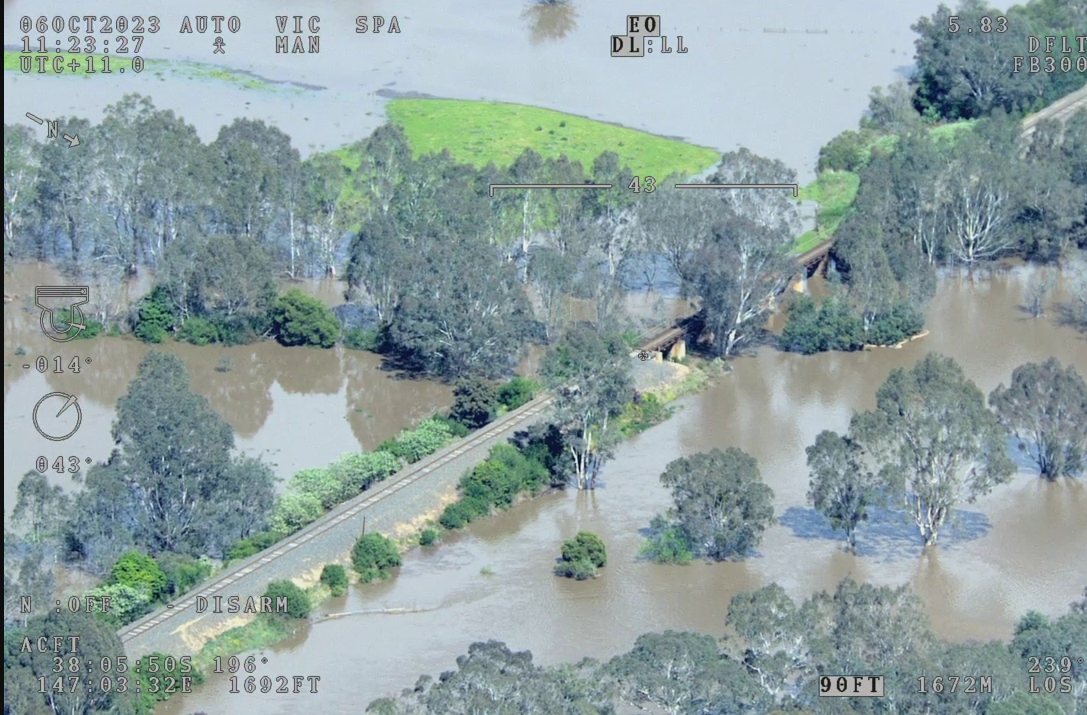 06OCT2023 AUTO VIC SPA
11:23:27 MAN
UTC+11.0
EO
DL:LL
5.83
DFLT
FB300
N
43
-014°
043°
N :OFF - DISARM
ACFT
38:05:50S 196°
147:03:32E 1692FT
90FT 1672M
239
LOS